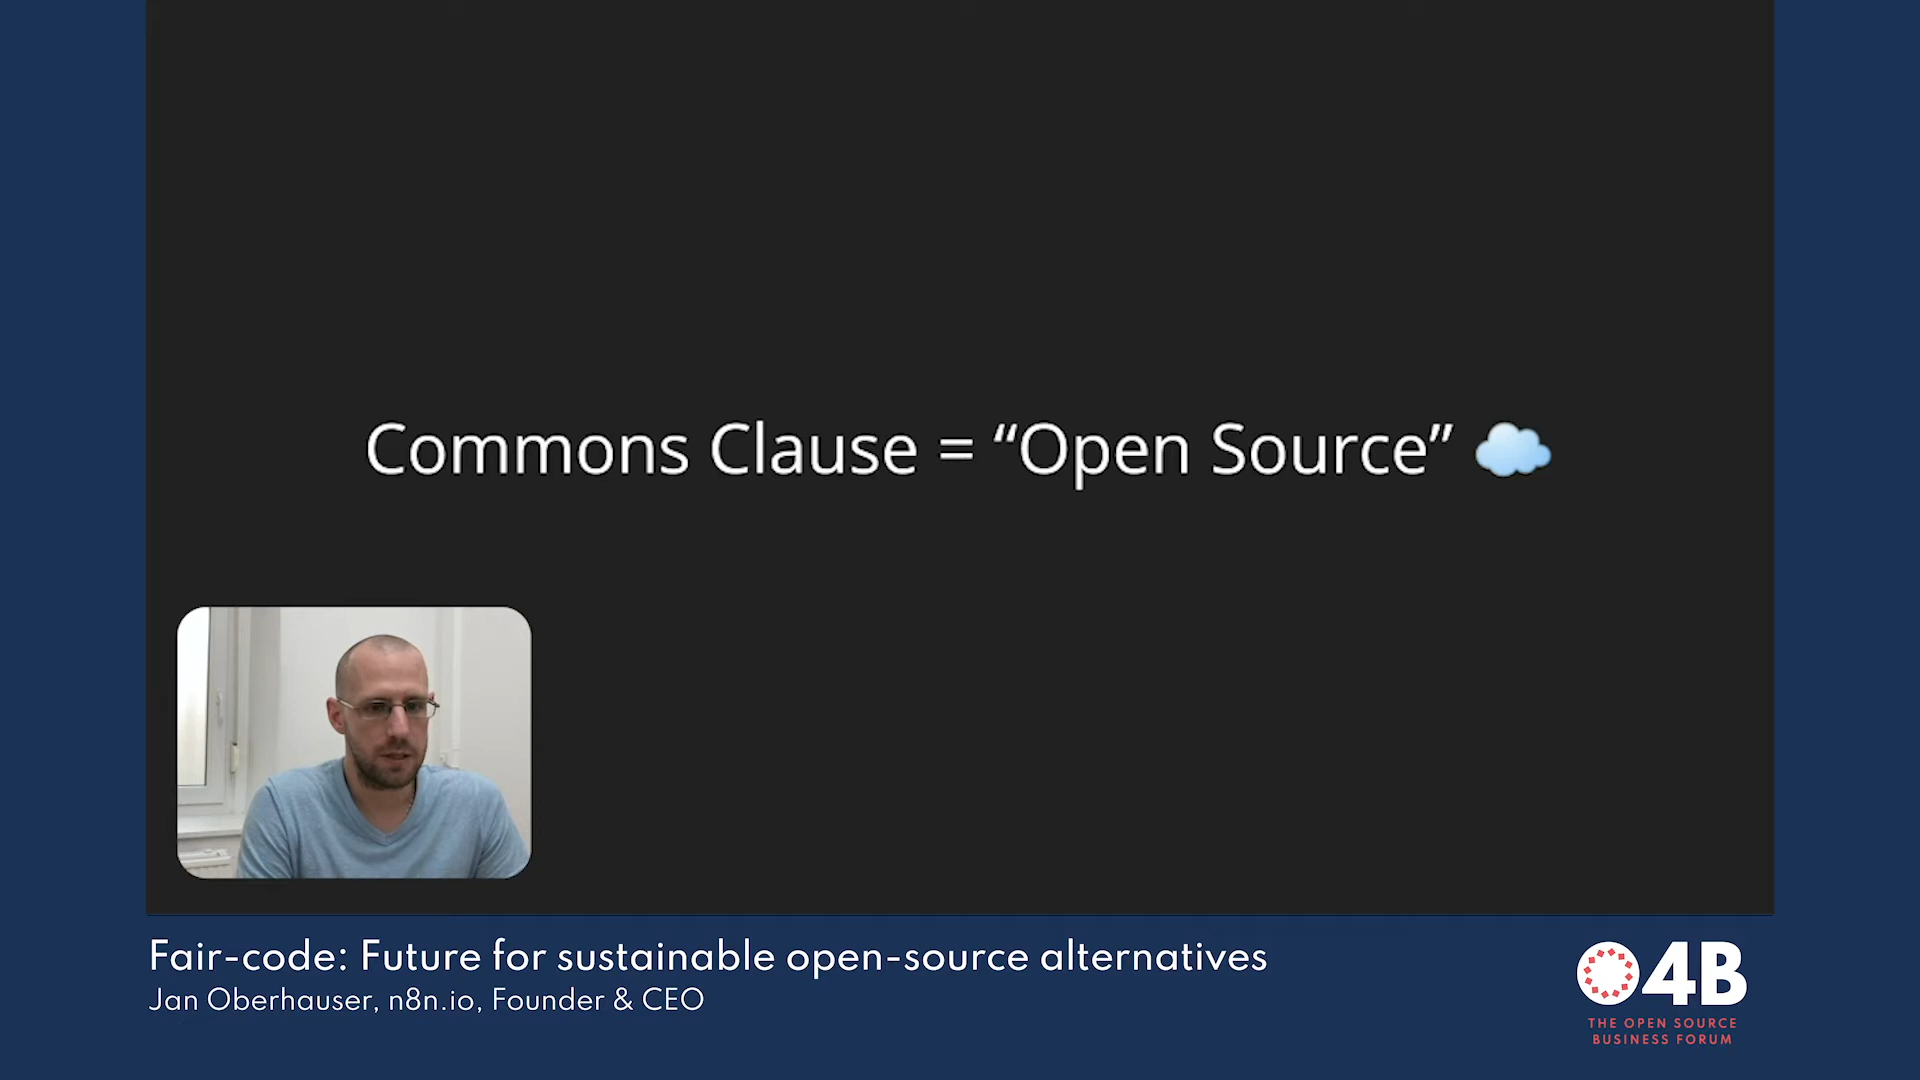 Commons Clause = “Open Source” ☁️
Fair-code: Future for sustainable open-source alternatives
Jan Oberhauser, n8n.io, Founder & CEO
O4B
THE OPEN SOURCE
BUSINESS FORUM